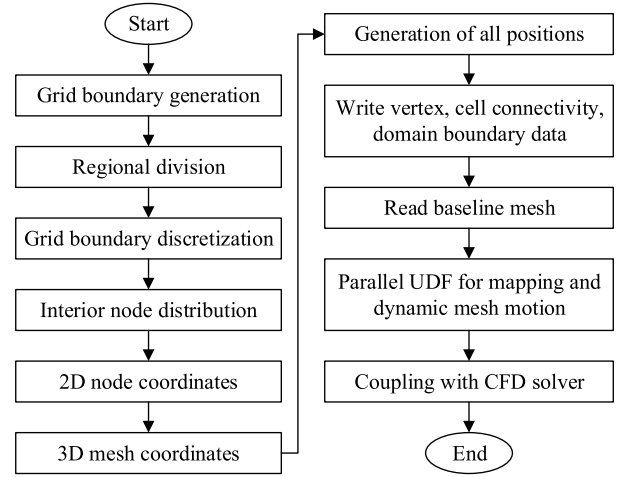 Start
Grid boundary generation
Regional division
Grid boundary discretization
Interior node distribution
2D node coordinates
3D mesh coordinates
Generation of all positions
Write vertex, cell connectivity,
domain boundary data
Read baseline mesh
Parallel UDF for mapping and
dynamic mesh motion
Coupling with CFD solver
End